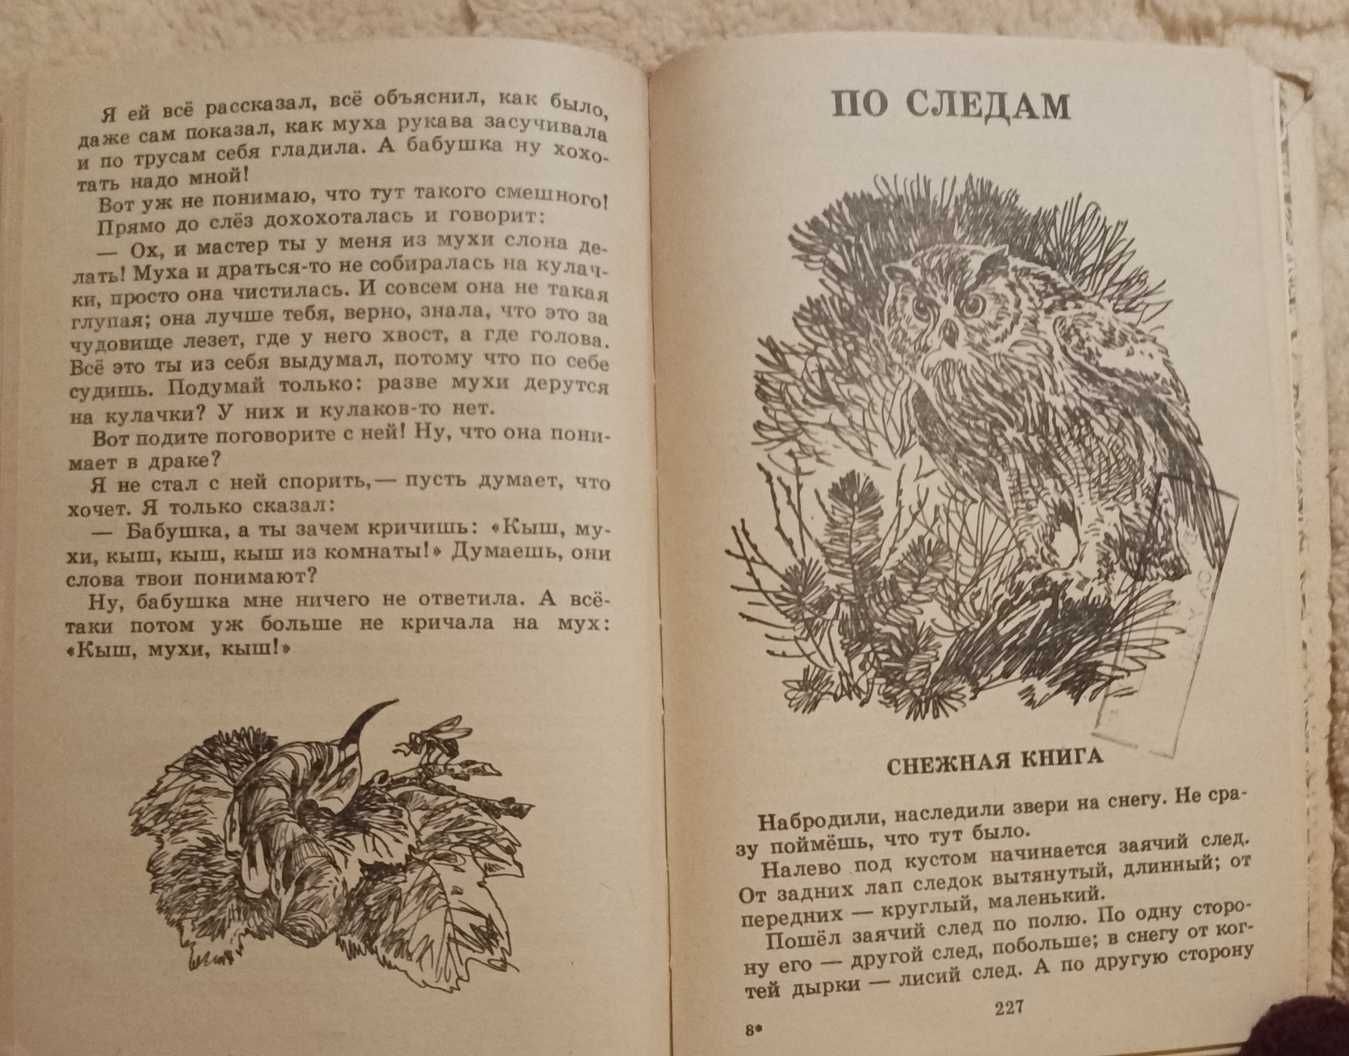 Я ей всё рассказал, всё объяснил, как было,
даже сам показал, как муха рукава засучивала
и по трусам себя гладила. А бабушка ну хохо-
тать надо мной!
Вот уж не понимаю, что тут такого смешного!
Прямо до слёз дохохоталась и говорит:
— Ох, и мастер ты у меня из мухи слона де-
лать! Муха и драться-то не собиралась на кулач-
ки, просто она чистилась. И совсем она не такая
глупая; она лучше тебя, верно, знала, что это за
чудовище лезет, где у него хвост, а где голова.
Всё это ты из себя выдумал, потому что по себе
судишь. Подумай только: разве мухи дерутся
на кулачки? У них и кулаков-то нет.
Вот подите поговорите с ней! Ну, что она пони-
мает в драке?
Я не стал с ней спорить,— пусть думает, что
хочет. Я только сказал:
— Бабушка, а ты зачем кричишь: «Кыш, му-
хи, кыш, кыш, кыш из комнаты!» Думаешь, они
слова твои понимают?
Ну, бабушка мне ничего не ответила. А всё-
таки потом уж больше не кричала на мух:
«Кыш, мухи, кыш!»
ПО СЛЕДАМ
СНЕЖНАЯ КНИГА
Набродили, наследили звери на снегу. Не сра-
зу поймёшь, что тут было.
Налево под кустом начинается заячий след.
От задних лап следок вытянутый, длинный; от
передних — круглый, маленький.
Пошёл заячий след по полю. По одну сторо-
ну его — другой след, побольше; в снегу от ког-
тей дырки — лисий след. А по другую сторону
227
8*